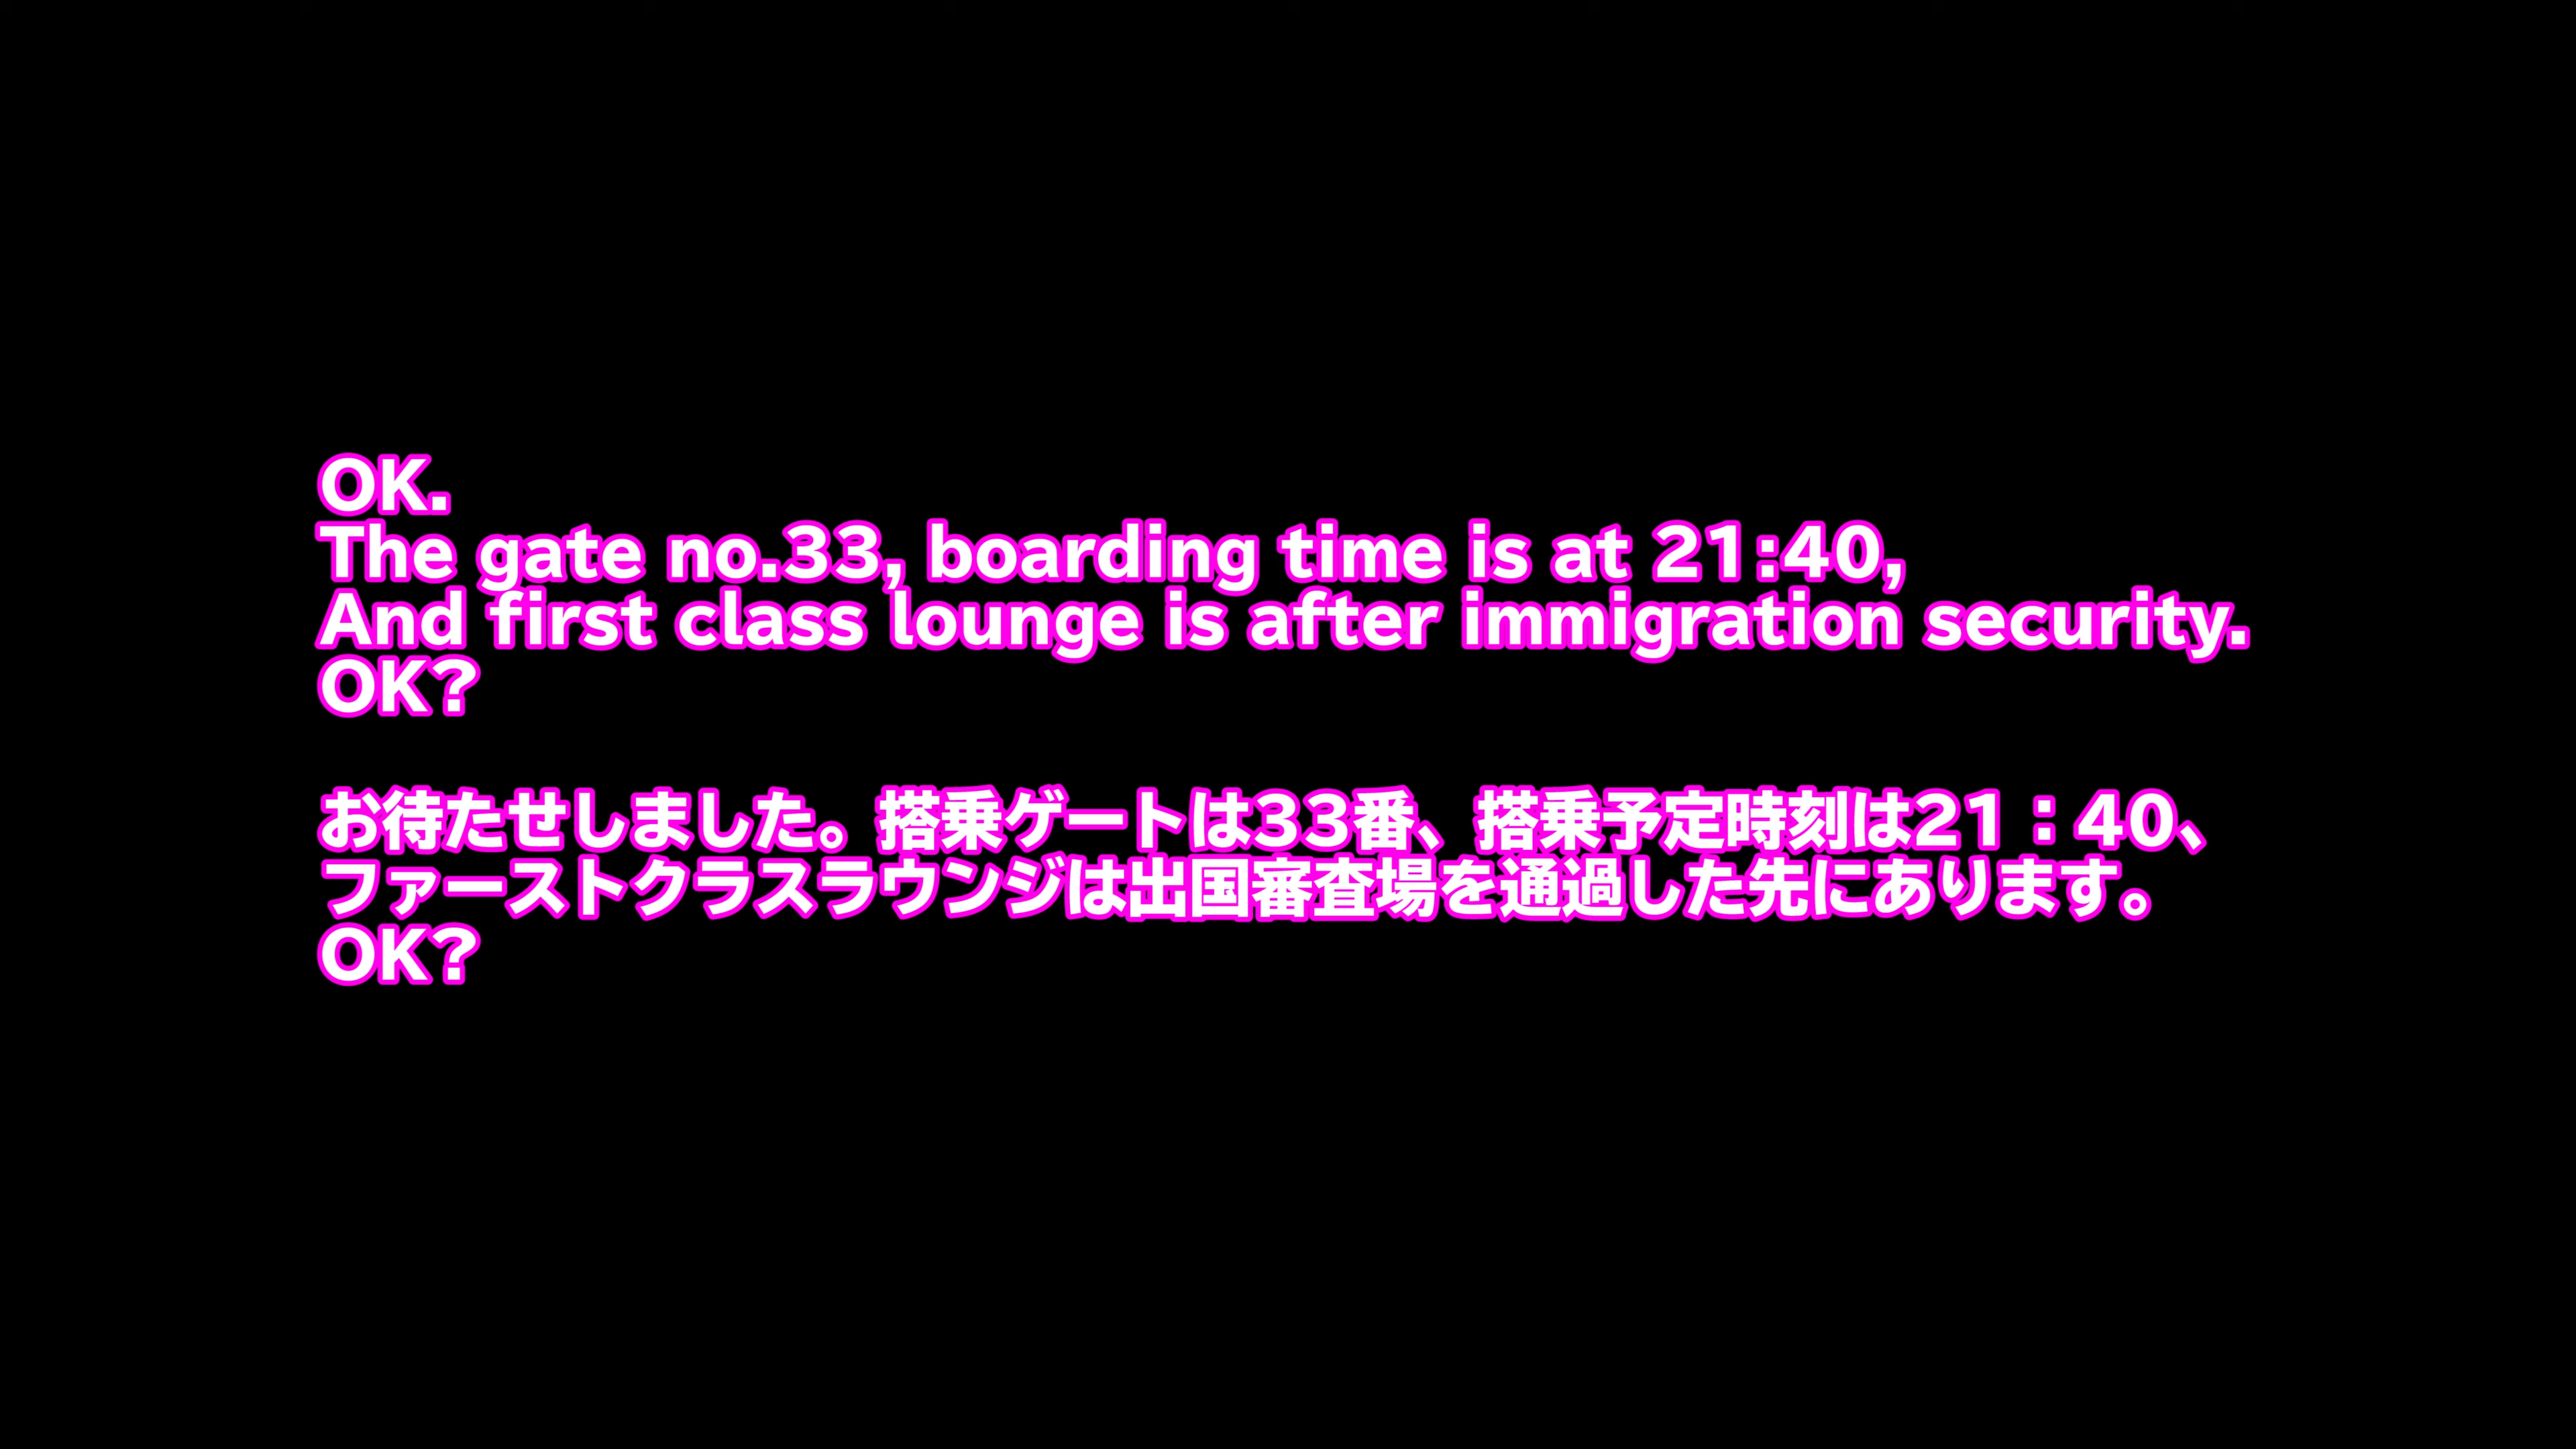 OK.
The gate no.33, boarding time is at 21:40,
And first class lounge is after immigration security.
OK?
お待たせしました。搭乗ゲートは33番、搭乗予定時刻は21：40、
ファーストクラスラウンジは出国審査場を通過した先にあります。
OK?